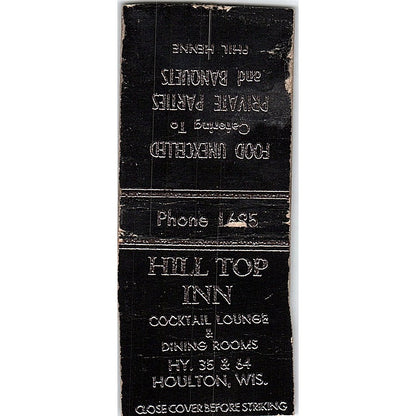 FOOD UNEXCELLED
Catering To
PRIVATE PARTIES
and BANQUETS
PHIL HENNE
Phone 1695
HILL TOP
INN
COCKTAIL LOUNGE
&
DINING ROOMS
HY. 35 & 64
HOULTON, WIS.
CLOSE COVER BEFORE STRIKING